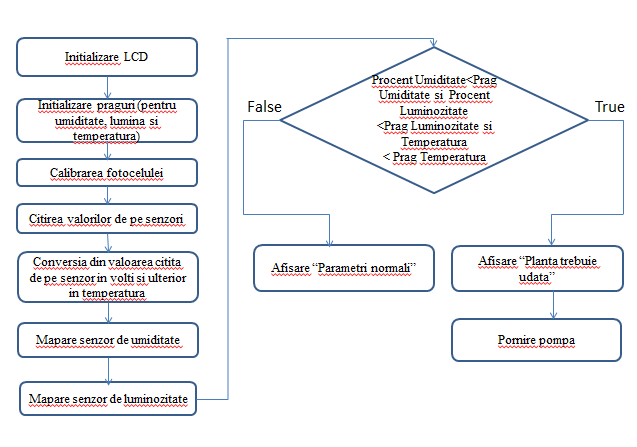 Initializare LCD
Initializare praguri (pentru
umiditate, lumina si
temperatura)
Calibrarea fotocelulei
Citirea valorilor de pe senzori
Conversia din valoarea citita
de pe senzor in volti si ulterior
in temperatura
Mapare senzor de umiditate
Mapare senzor de luminozitate
Procent Umiditate<Prag
Umiditate si Procent
Luminozitate
<Prag Luminozitate si
Temperatura
< Prag Temperatura
False
True
Afisare “Parametri normali”
Afisare “Planta trebuie
udata”
Pornire pompa